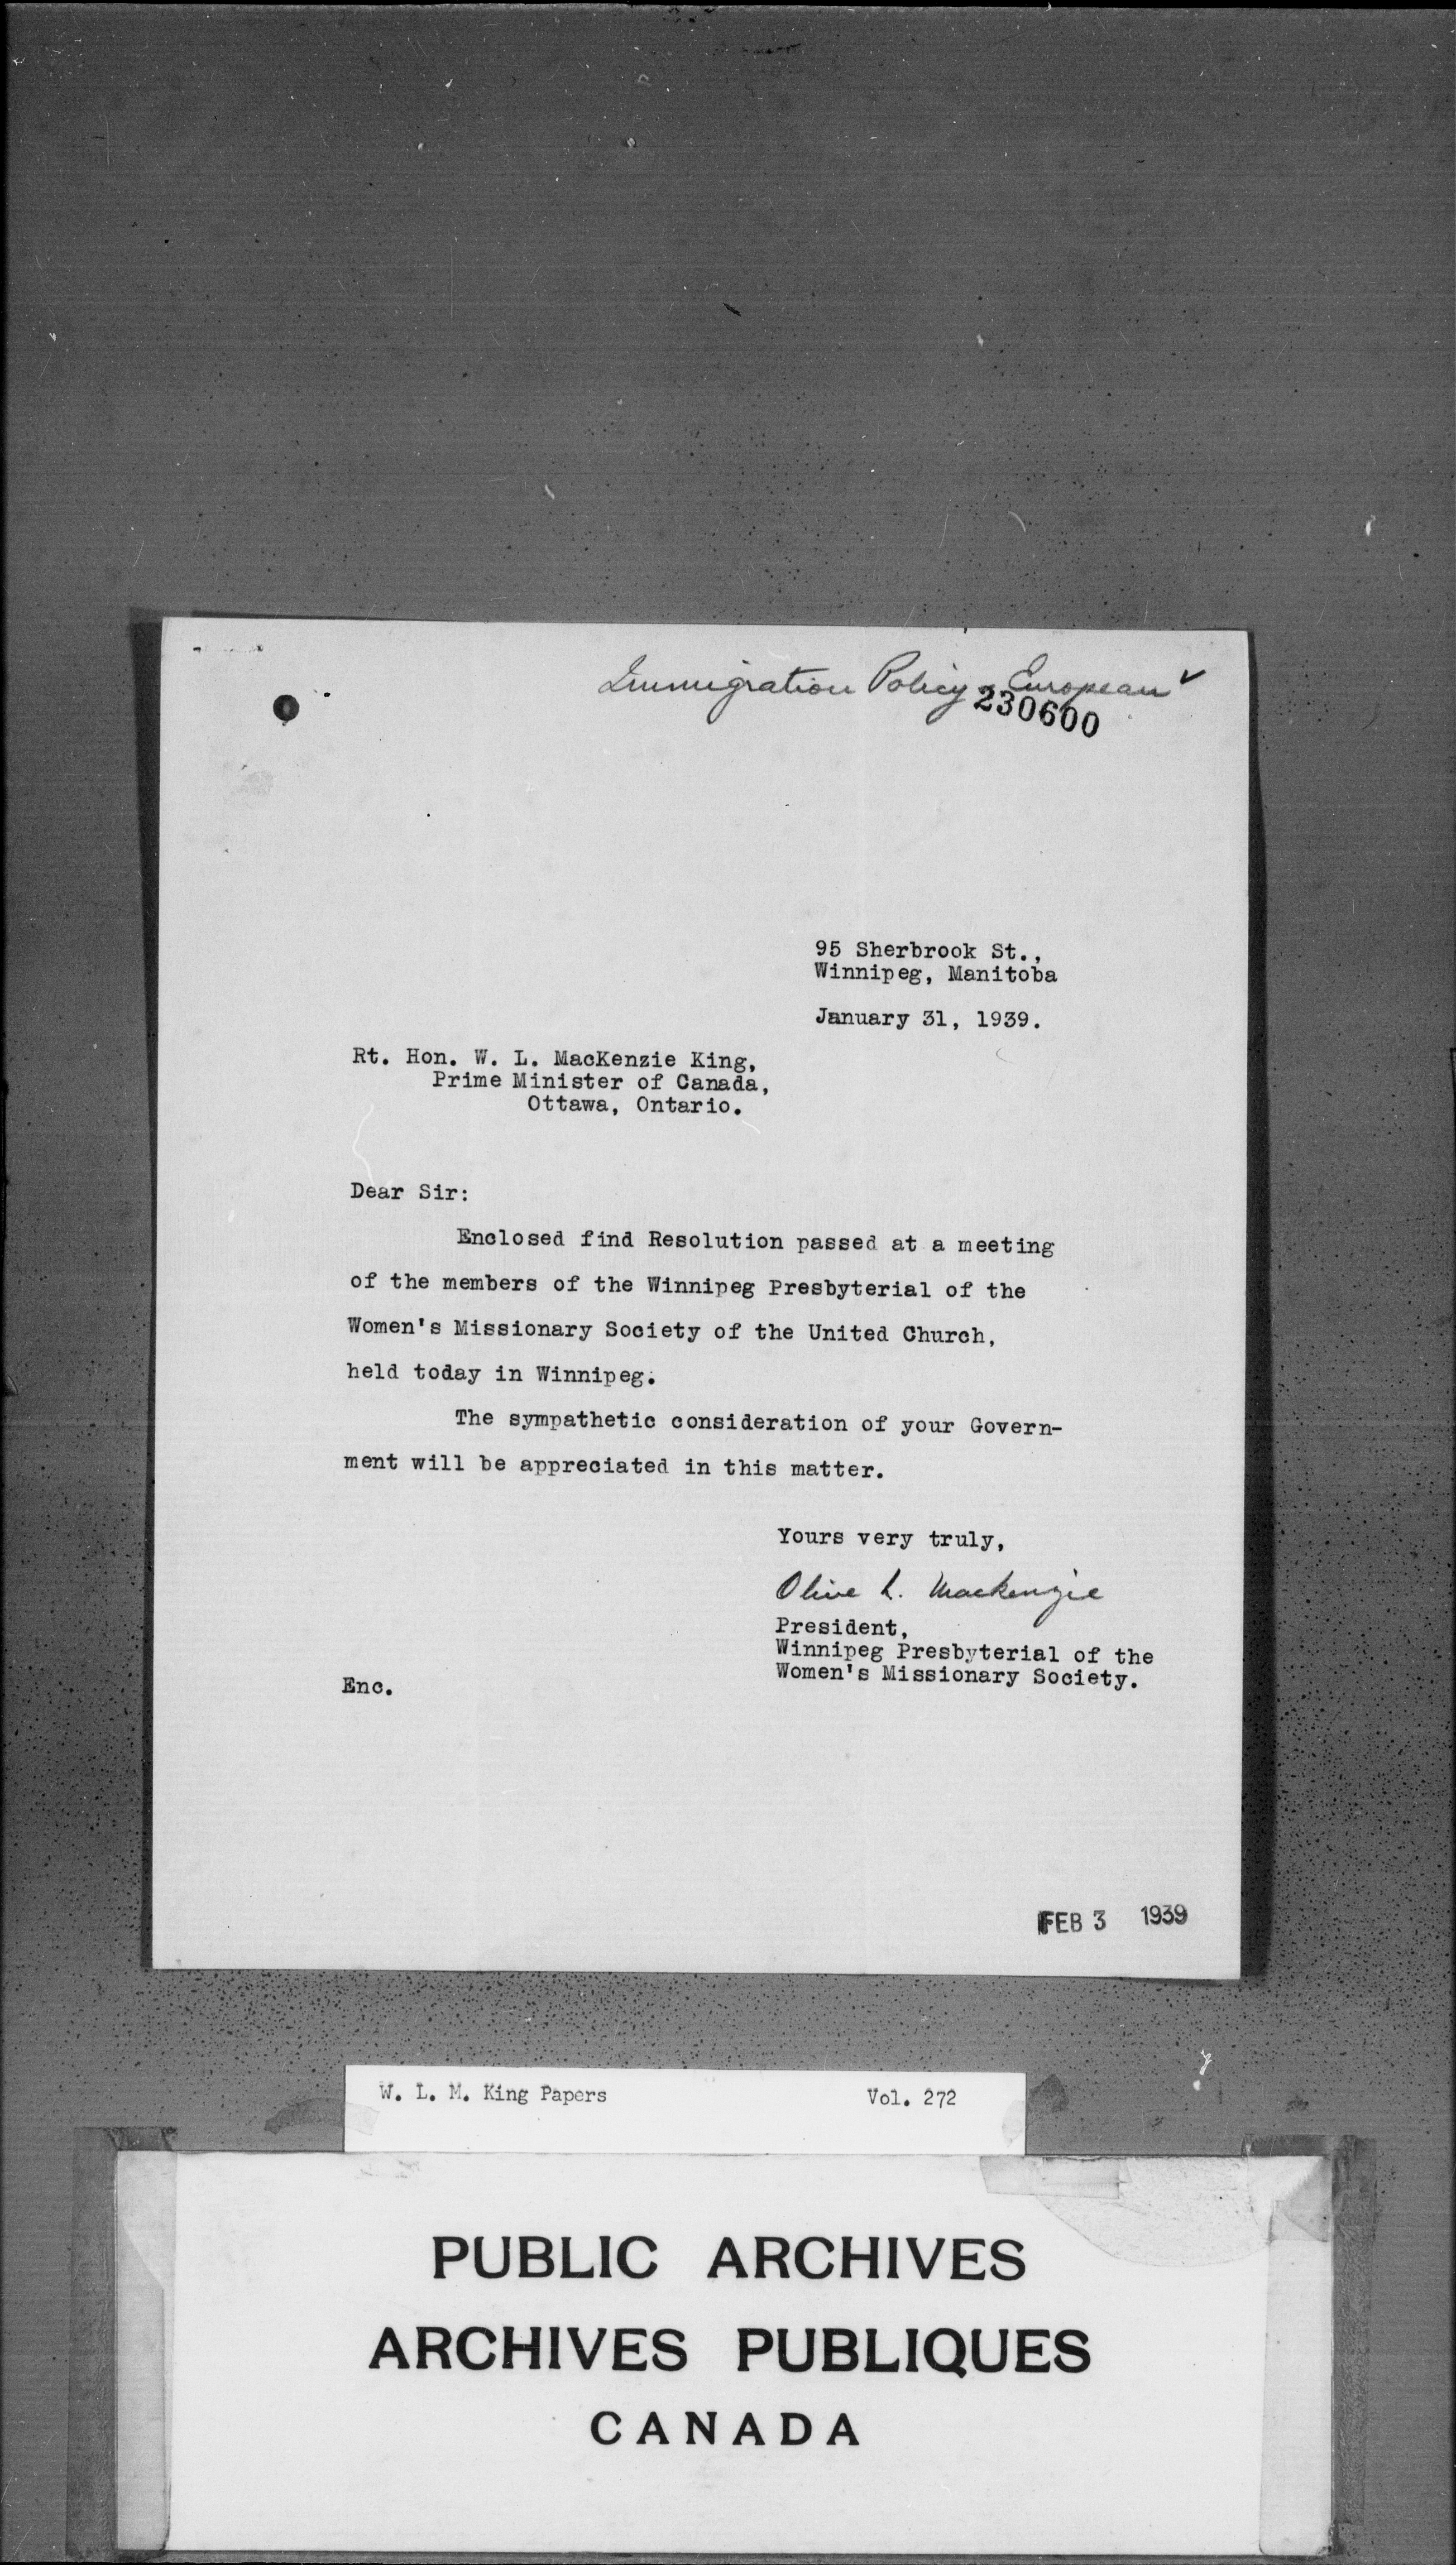 Immigration Policy - European
230600
95 Sherbrook St.,
Winnipeg, Manitoba
January 31, 1939.
Rt. Hon. W. L. MacKenzie King,
Prime Minister of Canada,
Ottawa, Ontario.
Dear Sir:
Enclosed find Resolution passed at a meeting
of the members of the Winnipeg Presbyterial of the
Women's Missionary Society of the United Church,
held today in Winnipeg.
The sympathetic consideration of your Govern-
ment will be appreciated in this matter.
Yours very truly,
Olive L. Mackenzie
President,
Winnipeg Presbyterial of the
Women's Missionary Society.
Enc.
FEB 3 1939
W. L. M. King Papers Vol. 272
PUBLIC ARCHIVES
ARCHIVES PUBLIQUES
CANADA